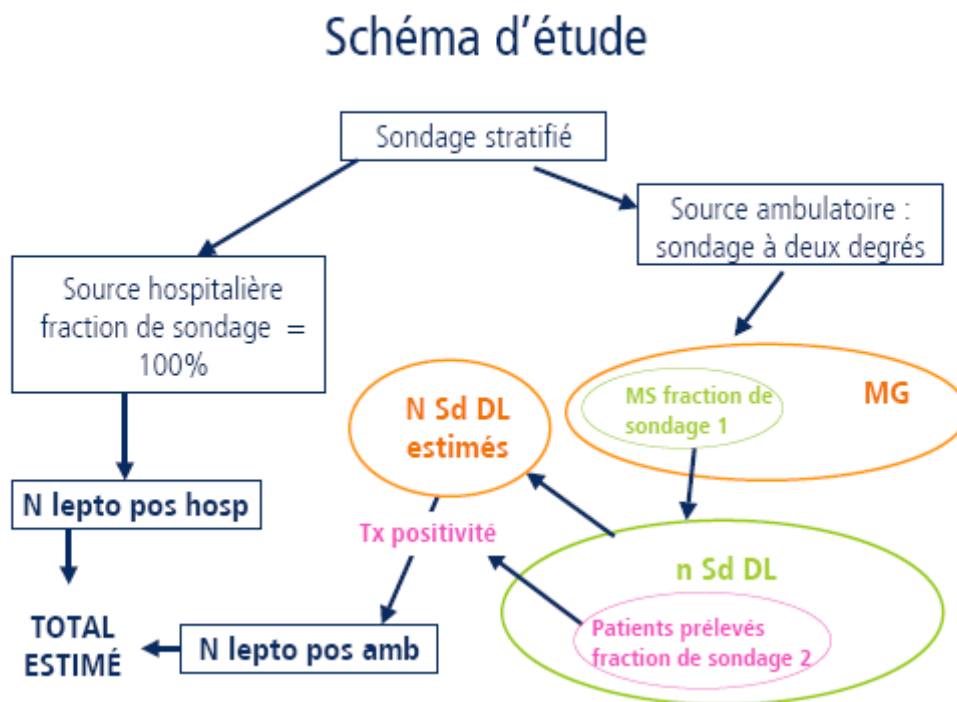 Schéma d’étude
Sondage stratifié
Source ambulatoire :
sondage à deux degrés
Source hospitalière
fraction de sondage =
100%
MS fraction de
sondage 1
MG
N Sd DL
estimés
N lepto pos hosp
Tx positivité
n Sd DL
Patients prélevés
fraction de sondage 2
TOTAL
ESTIMÉ
N lepto pos amb